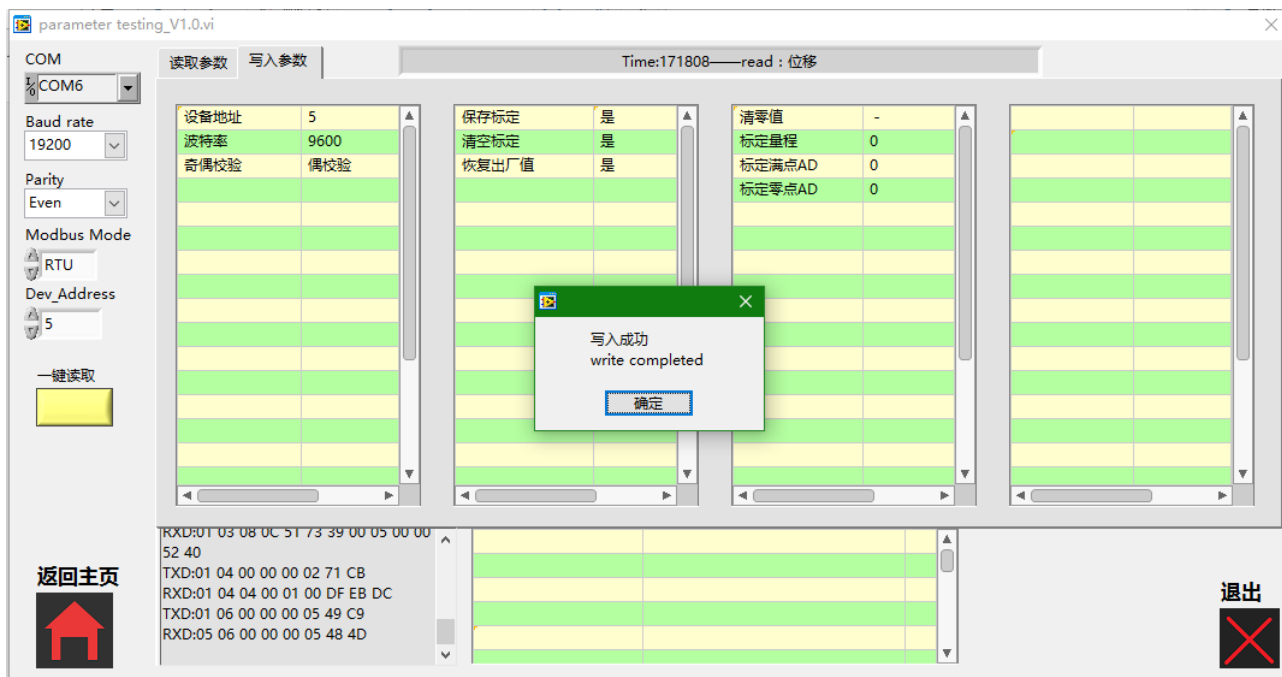 parameter testing_V1.0.vi
COM
COM6
Baud rate
19200
Parity
Even
Modbus Mode
RTU
Dev_Address
5
一键读取
返回主页
读取参数 写入参数
Time:171808——read：位移
设备地址 5
波特率 9600
奇偶校验 偶校验
保存标定 是
清空标定 是
恢复出厂值 是
清零值 -
标定量程 0
标定满点AD 0
标定零点AD 0
写入成功
write completed
确定
RXD:01 03 08 0C 51 73 39 00 05 00 00
52 40
TXD:01 04 00 00 00 02 71 CB
RXD:01 04 04 00 01 00 DF EB DC
TXD:01 06 00 00 00 05 49 C9
RXD:05 06 00 00 00 05 48 4D
退出